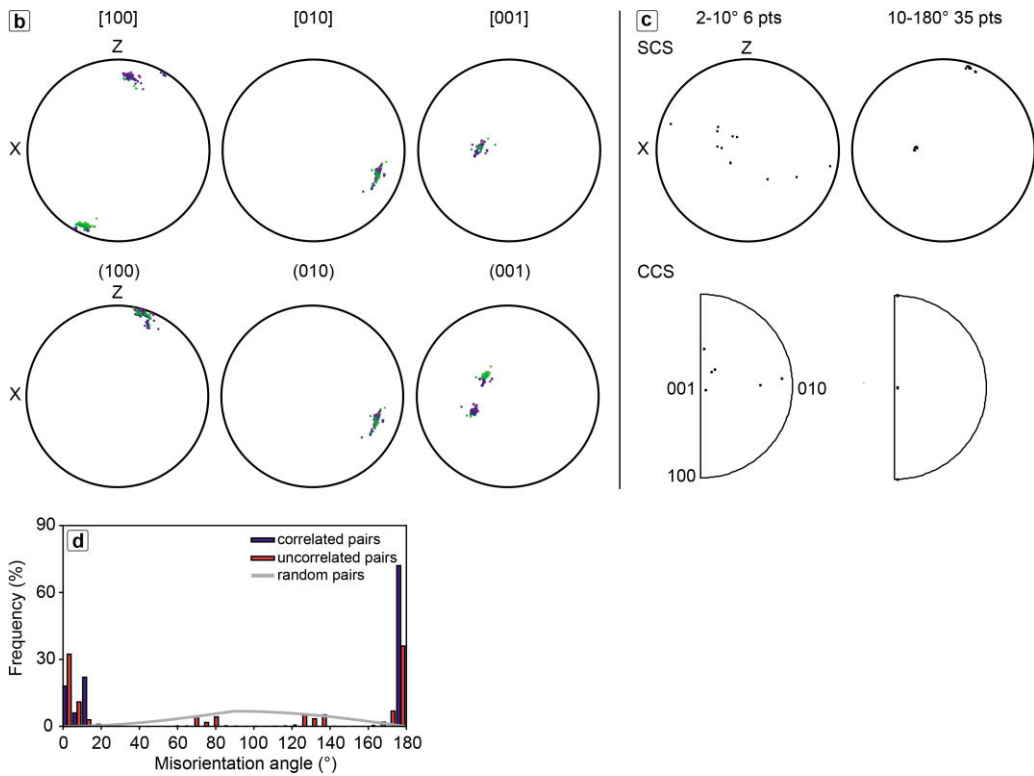 b
[100]
[010]
[001]
Z
X
(100)
(010)
(001)
Z
X
c
2-10° 6 pts
10-180° 35 pts
SCS
Z
X
CCS
001
010
100
d
correlated pairs
uncorrelated pairs
random pairs
Frequency (%)
90
60
30
0
0 20 40 60 80 100 120 140 160 180
Misorientation angle (°)